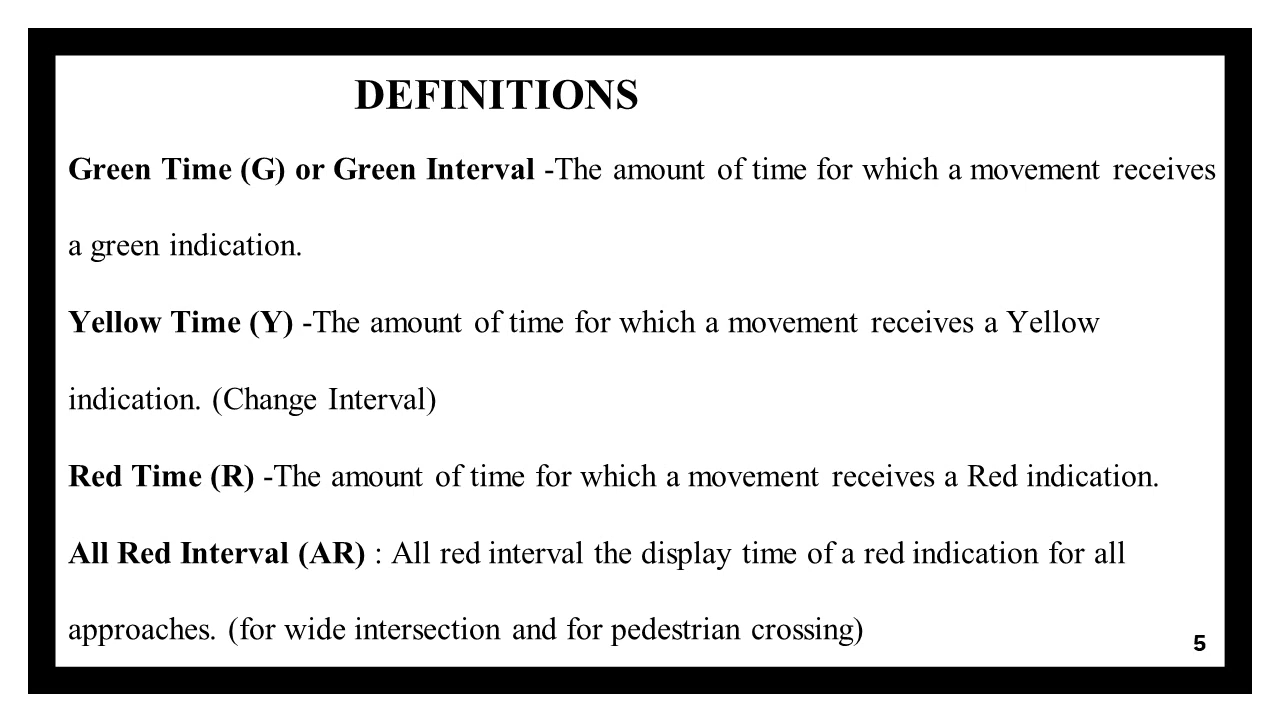 DEFINITIONS
Green Time (G) or Green Interval -The amount of time for which a movement receives
a green indication.
Yellow Time (Y) -The amount of time for which a movement receives a Yellow
indication. (Change Interval)
Red Time (R) -The amount of time for which a movement receives a Red indication.
All Red Interval (AR) : All red interval the display time of a red indication for all
approaches. (for wide intersection and for pedestrian crossing)
5